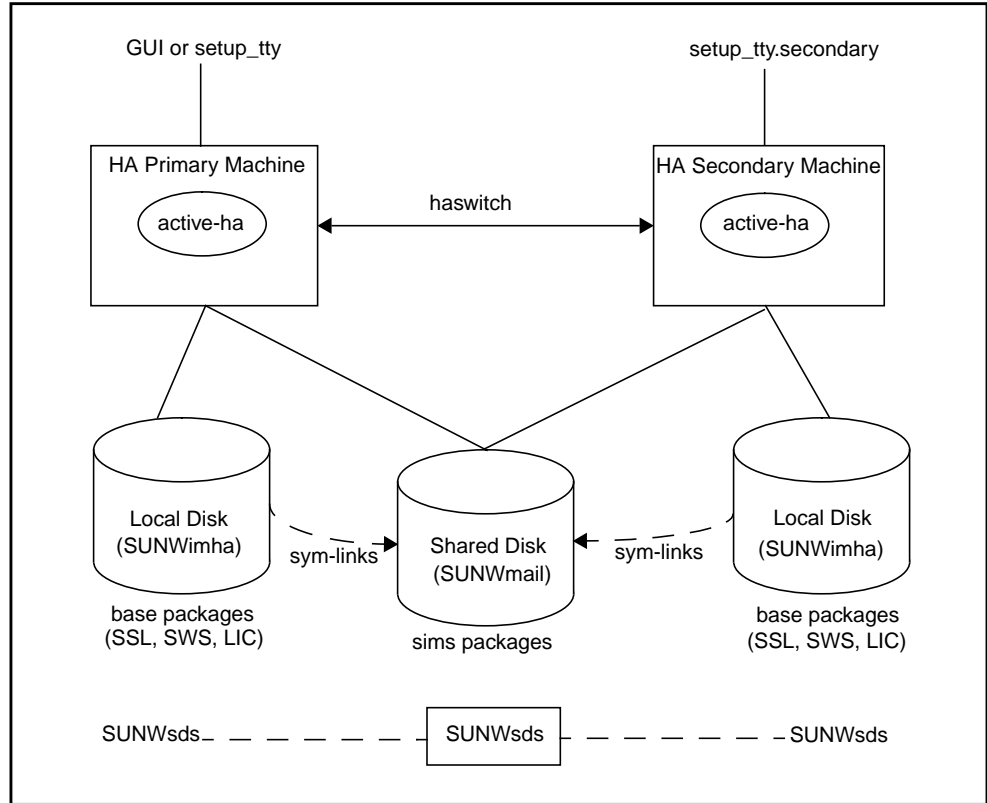 GUI or setup_tty
setup_tty.secondary
HA Primary Machine
active-ha
haswitch
HA Secondary Machine
active-ha
Local Disk
(SUNWimha)
sym-links
Shared Disk
(SUNWmail)
sym-links
Local Disk
(SUNWimha)
base packages
(SSL, SWS, LIC)
sims packages
base packages
(SSL, SWS, LIC)
SUNWsds
SUNWsds
SUNWsds